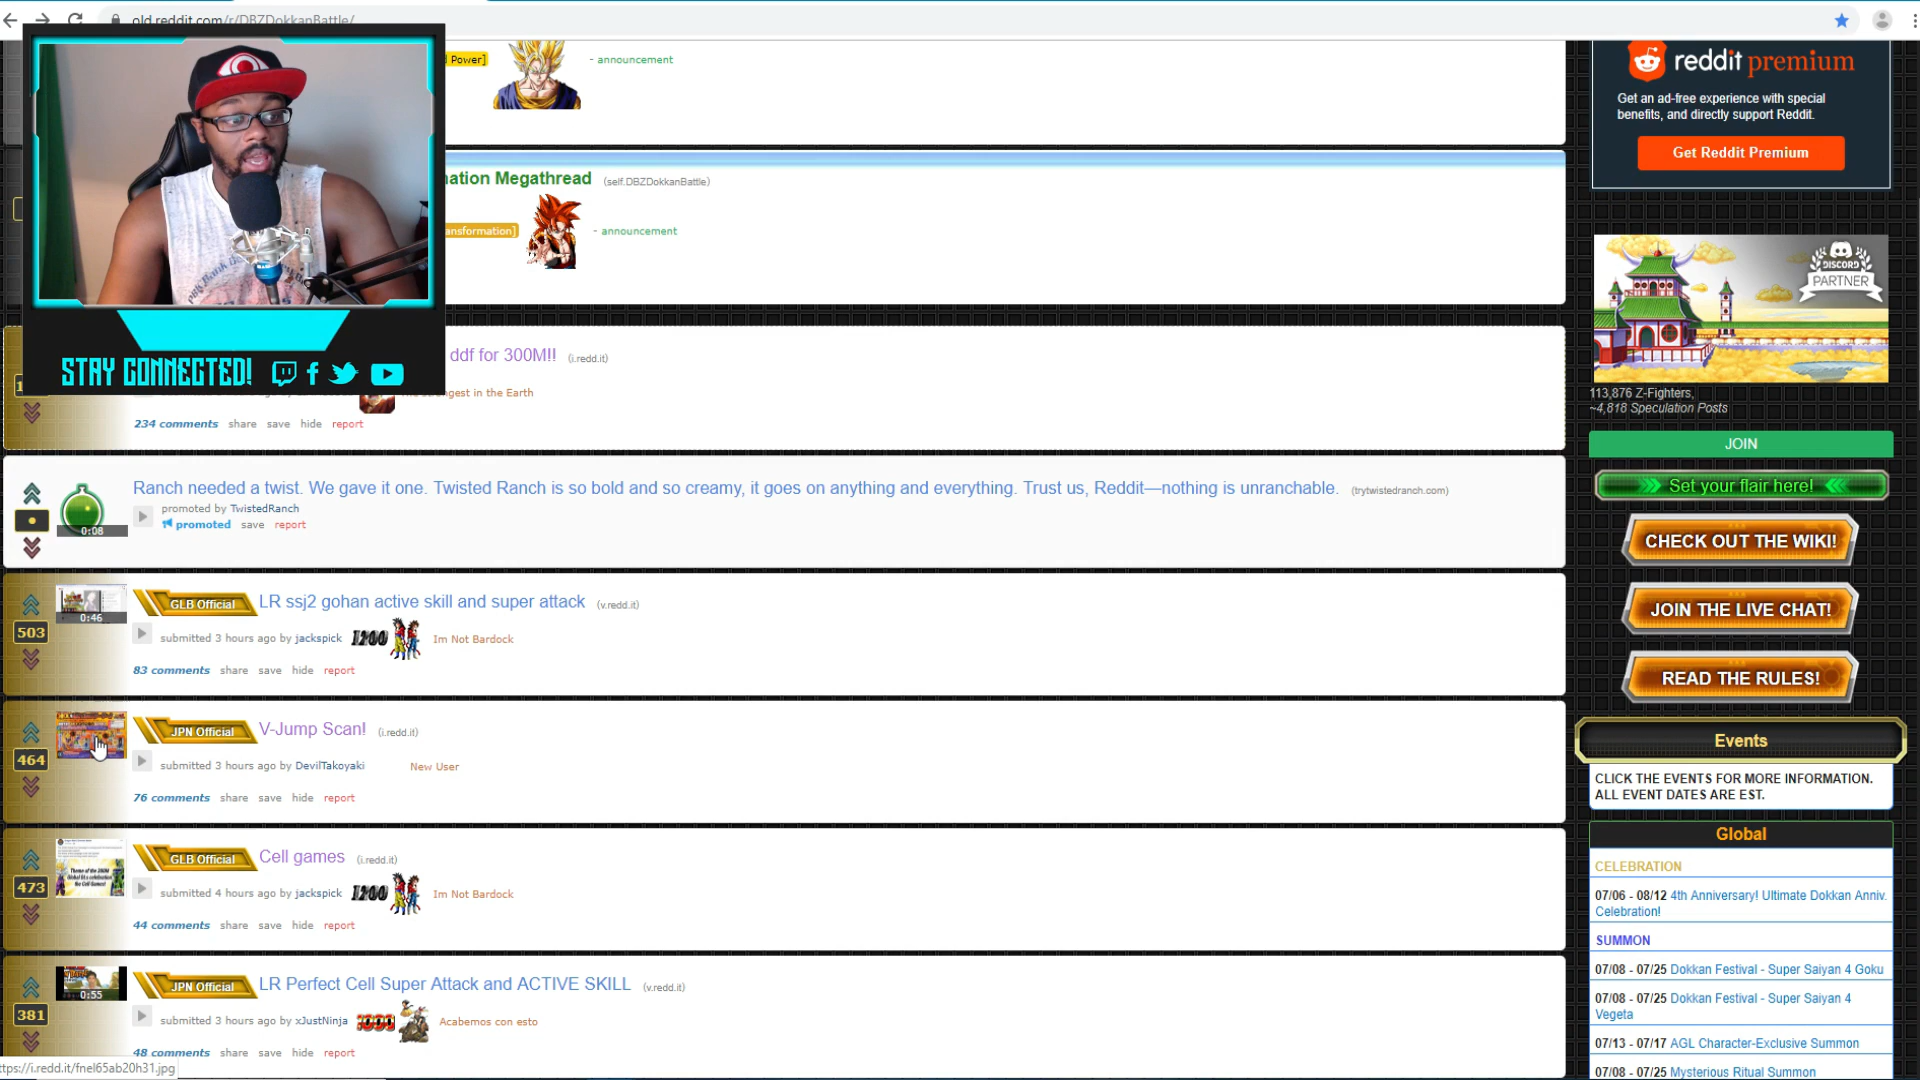 old.reddit.com/r/DBZDokkanBattle/
Power]
- announcement
nation Megathread (self.DBZDokkanBattle)
ansformation]
- announcement
STAY CONNECTED!
ddf for 300M!! (i.redd.it)
ngest in the Earth
234 comments share save hide report
Ranch needed a twist. We gave it one. Twisted Ranch is so bold and so creamy, it goes on anything and everything. Trust us, Reddit—nothing is unranchable. (trytwistedranch.com)
0:08
promoted by TwistedRanch
promoted save report
503
0:46
GLB Official LR ssj2 gohan active skill and super attack (v.redd.it)
submitted 3 hours ago by jackspick 1200 Im Not Bardock
83 comments share save hide report
464
JPN Official V-Jump Scan! (i.redd.it)
submitted 3 hours ago by DevilTakoyaki New User
76 comments share save hide report
473
Theme of the 300M
Global DLs celebration
the Cell Games!
GLB Official Cell games (i.redd.it)
submitted 4 hours ago by jackspick 1200 Im Not Bardock
44 comments share save hide report
381
0:55
JPN Official LR Perfect Cell Super Attack and ACTIVE SKILL (v.redd.it)
submitted 3 hours ago by xJustNinja 1000 Acabemos con esto
48 comments share save hide report
ttps://i.redd.it/fnel65ab20h31.jpg
reddit premium
Get an ad-free experience with special
benefits, and directly support Reddit.
Get Reddit Premium
DISCORD
PARTNER
113,876 Z-Fighters,
~4,818 Speculation Posts
JOIN
Set your flair here!
CHECK OUT THE WIKI!
JOIN THE LIVE CHAT!
READ THE RULES!
Events
CLICK THE EVENTS FOR MORE INFORMATION.
ALL EVENT DATES ARE EST.
Global
CELEBRATION
07/06 - 08/12 4th Anniversary! Ultimate Dokkan Anniv.
Celebration!
SUMMON
07/08 - 07/25 Dokkan Festival - Super Saiyan 4 Goku
07/08 - 07/25 Dokkan Festival - Super Saiyan 4
Vegeta
07/13 - 07/17 AGL Character-Exclusive Summon
07/08 - 07/25 Mysterious Ritual Summon